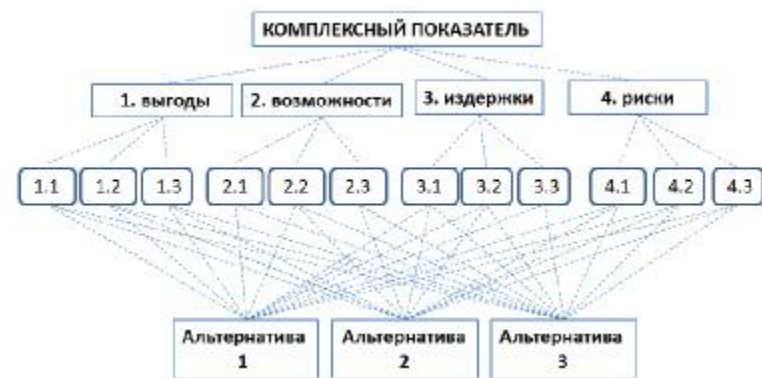 КОМПЛЕКСНЫЙ ПОКАЗАТЕЛЬ
1. выгоды 2. возможности 3. издержки 4. риски
1.1 1.2 1.3 2.1 2.2 2.3 3.1 3.2 3.3 4.1 4.2 4.3
Альтернатива Альтернатива Альтернатива
1 2 3